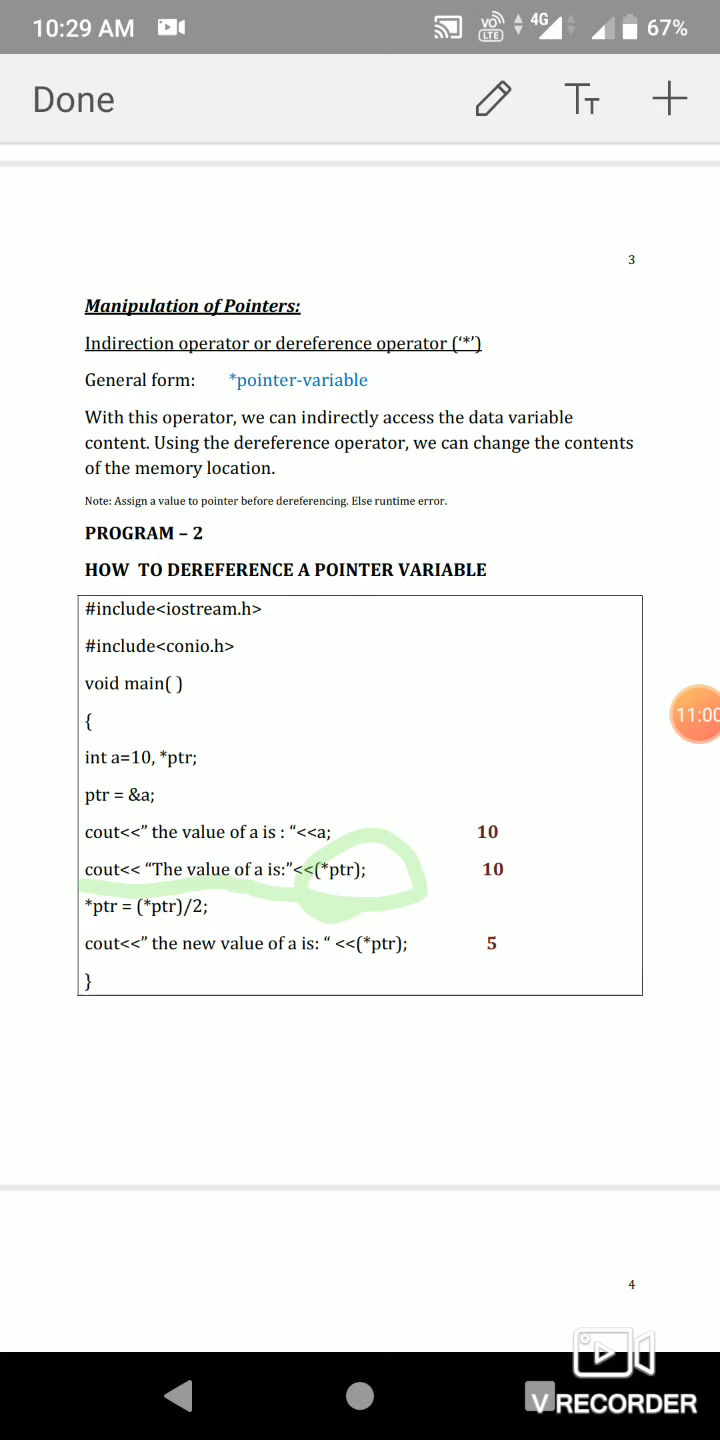 10:29 AM
VO LTE 4G 67%
Done
3
Manipulation of Pointers:
Indirection operator or dereference operator (‘*’)
General form: *pointer-variable
With this operator, we can indirectly access the data variable
content. Using the dereference operator, we can change the contents
of the memory location.
Note: Assign a value to pointer before dereferencing. Else runtime error.
PROGRAM – 2
HOW TO DEREFERENCE A POINTER VARIABLE
#include<iostream.h>
#include<conio.h>
void main( )
{
int a=10, *ptr;
ptr = &a;
cout<<” the value of a is : “<<a; 10
cout<< “The value of a is:”<<(*ptr); 10
*ptr = (*ptr)/2;
cout<<” the new value of a is: “ <<(*ptr); 5
}
11:00
4
V RECORDER